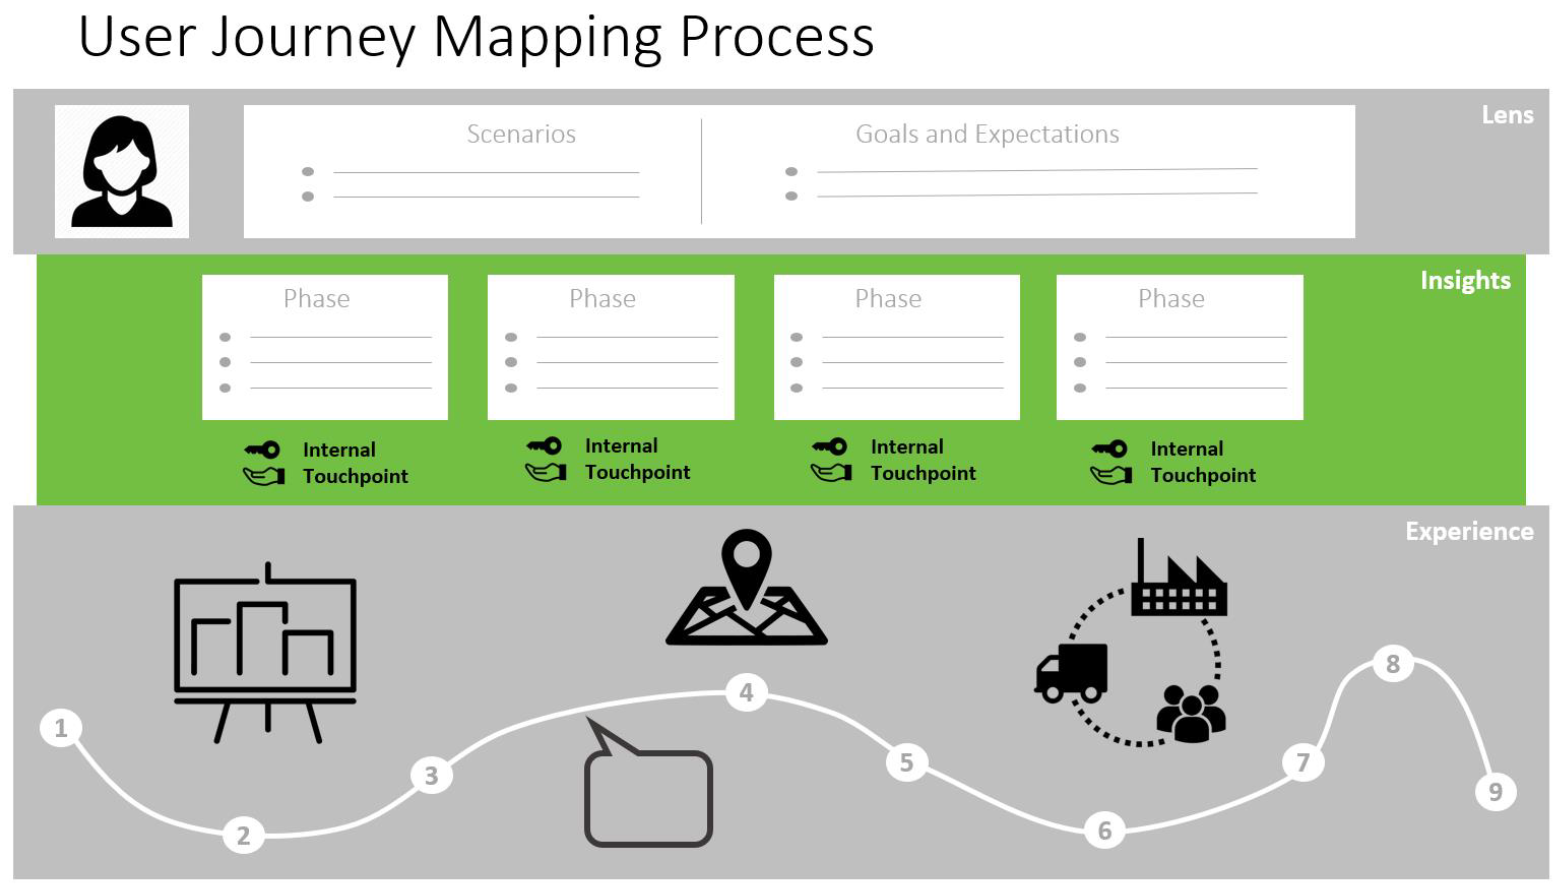 User Journey Mapping Process
Lens
Scenarios
Goals and Expectations
Insights
Phase
Phase
Phase
Phase
Internal
Touchpoint
Internal
Touchpoint
Internal
Touchpoint
Internal
Touchpoint
Experience
1
2
3
4
5
6
7
8
9